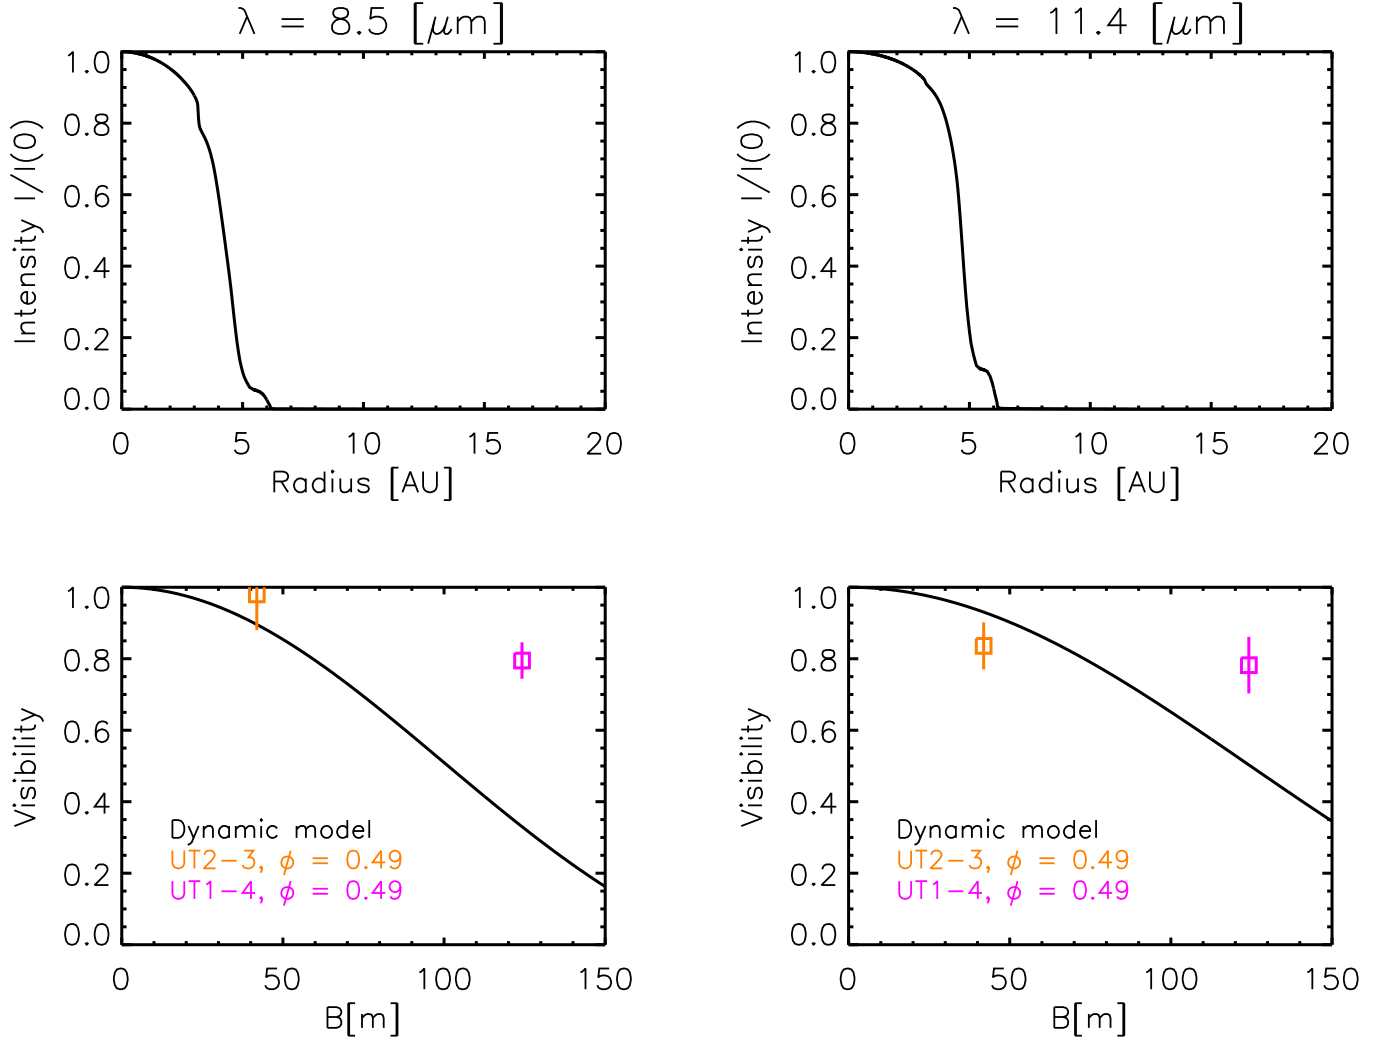 λ = 8.5 [μm]
1.0
0.8
0.6
0.4
0.2
0.0
Intensity I/I(0)
0 5 10 15 20
Radius [AU]
λ = 11.4 [μm]
1.0
0.8
0.6
0.4
0.2
0.0
Intensity I/I(0)
0 5 10 15 20
Radius [AU]
1.0
0.8
0.6
0.4
0.2
0.0
Visibility
Dynamic model
UT2-3, ϕ = 0.49
UT1-4, ϕ = 0.49
0 50 100 150
B[m]
1.0
0.8
0.6
0.4
0.2
0.0
Visibility
Dynamic model
UT2-3, ϕ = 0.49
UT1-4, ϕ = 0.49
0 50 100 150
B[m]